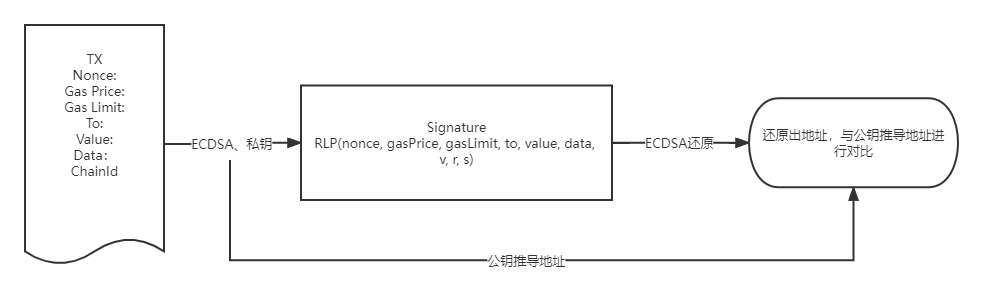 TX
Nonce:
Gas Price:
Gas Limit:
To:
Value:
Data:
ChainId
ECDSA、私钥
Signature
RLP(nonce, gasPrice, gasLimit, to, value, data,
v, r, s)
ECDSA还原
还原出地址，与公钥推导地址进
行对比
公钥推导地址